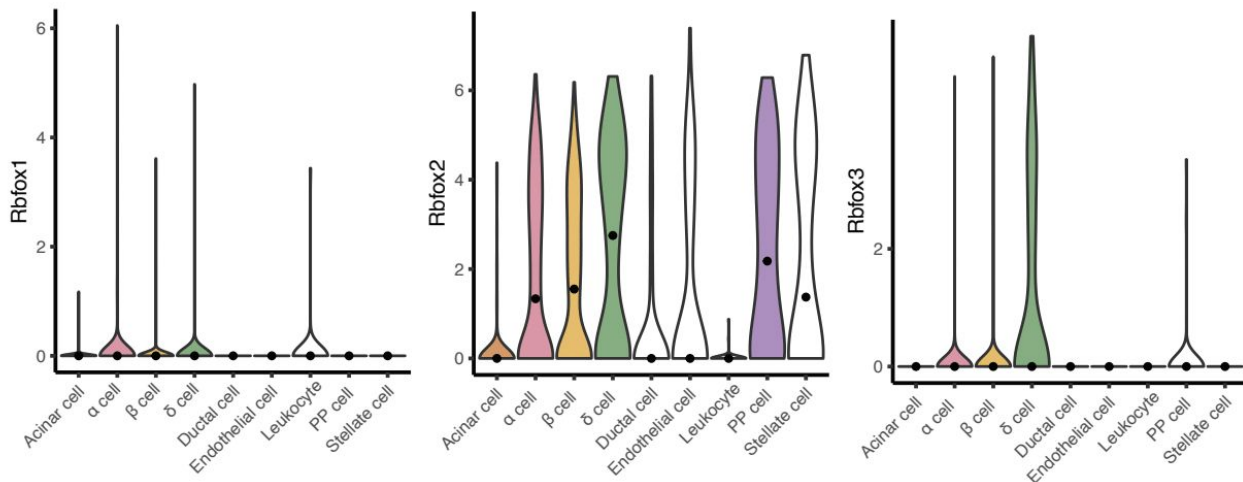 Rbfox1
6
4
2
0
Acinar cell
α cell
β cell
δ cell
Ductal cell
Endothelial cell
Leukocyte
PP cell
Stellate cell
Rbfox2
6
4
2
0
Acinar cell
α cell
β cell
δ cell
Ductal cell
Endothelial cell
Leukocyte
PP cell
Stellate cell
Rbfox3
2
0
Acinar cell
α cell
β cell
δ cell
Ductal cell
Endothelial cell
Leukocyte
PP cell
Stellate cell